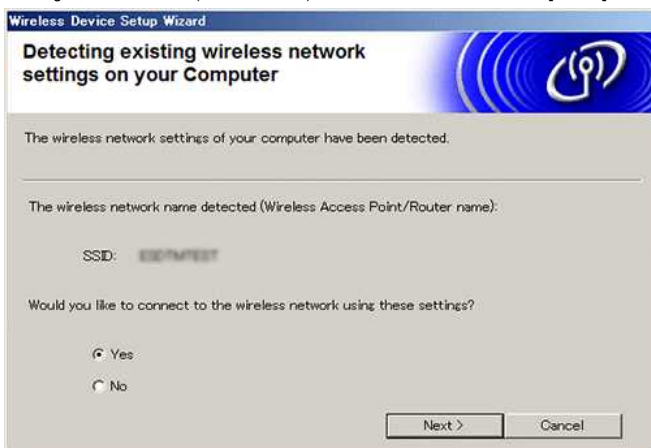 Wireless Device Setup Wizard
Detecting existing wireless network
settings on your Computer
The wireless network settings of your computer have been detected.
The wireless network name detected (Wireless Access Point/Router name):
SSID:
Would you like to connect to the wireless network using these settings?
Yes
No
Next >
Cancel